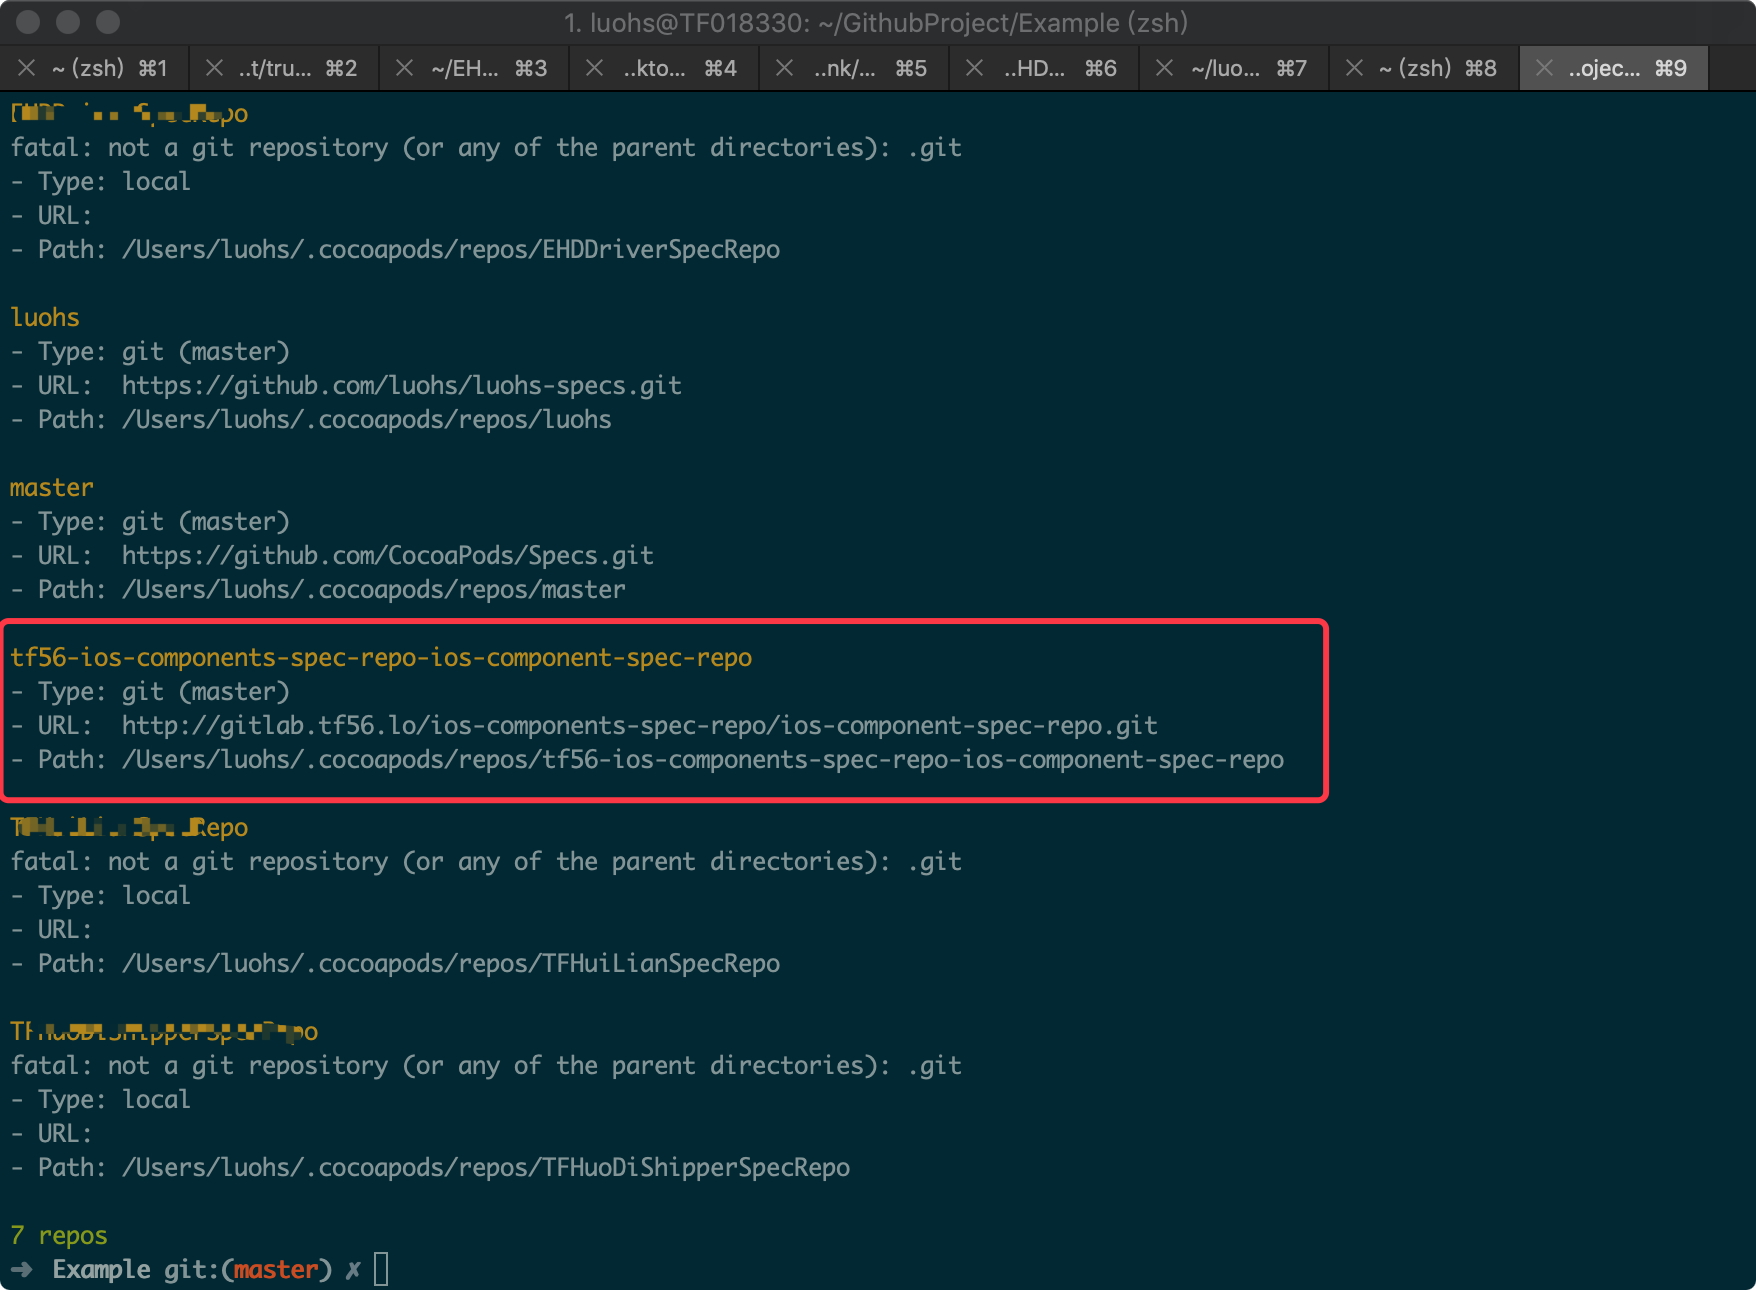 1. luohs@TF018330: ~/GithubProject/Example (zsh)
~ (zsh) ⌘1 ..t/tru... ⌘2 ~/EH... ⌘3 ..kto... ⌘4 ..nk/... ⌘5 ..HD... ⌘6 ~/luo... ⌘7 ~ (zsh) ⌘8 ..ojec... ⌘9
fatal: not a git repository (or any of the parent directories): .git
- Type: local
- URL:
- Path: /Users/luohs/.cocoapods/repos/EHDDriverSpecRepo
luohs
- Type: git (master)
- URL:  https://github.com/luohs/luohs-specs.git
- Path: /Users/luohs/.cocoapods/repos/luohs
master
- Type: git (master)
- URL:  https://github.com/CocoaPods/Specs.git
- Path: /Users/luohs/.cocoapods/repos/master
tf56-ios-components-spec-repo-ios-component-spec-repo
- Type: git (master)
- URL:  http://gitlab.tf56.lo/ios-components-spec-repo/ios-component-spec-repo.git
- Path: /Users/luohs/.cocoapods/repos/tf56-ios-components-spec-repo-ios-component-spec-repo
fatal: not a git repository (or any of the parent directories): .git
- Type: local
- URL:
- Path: /Users/luohs/.cocoapods/repos/TFHuiLianSpecRepo
fatal: not a git repository (or any of the parent directories): .git
- Type: local
- URL:
- Path: /Users/luohs/.cocoapods/repos/TFHuoDiShipperSpecRepo
7 repos
➜ Example git:(master) ✗